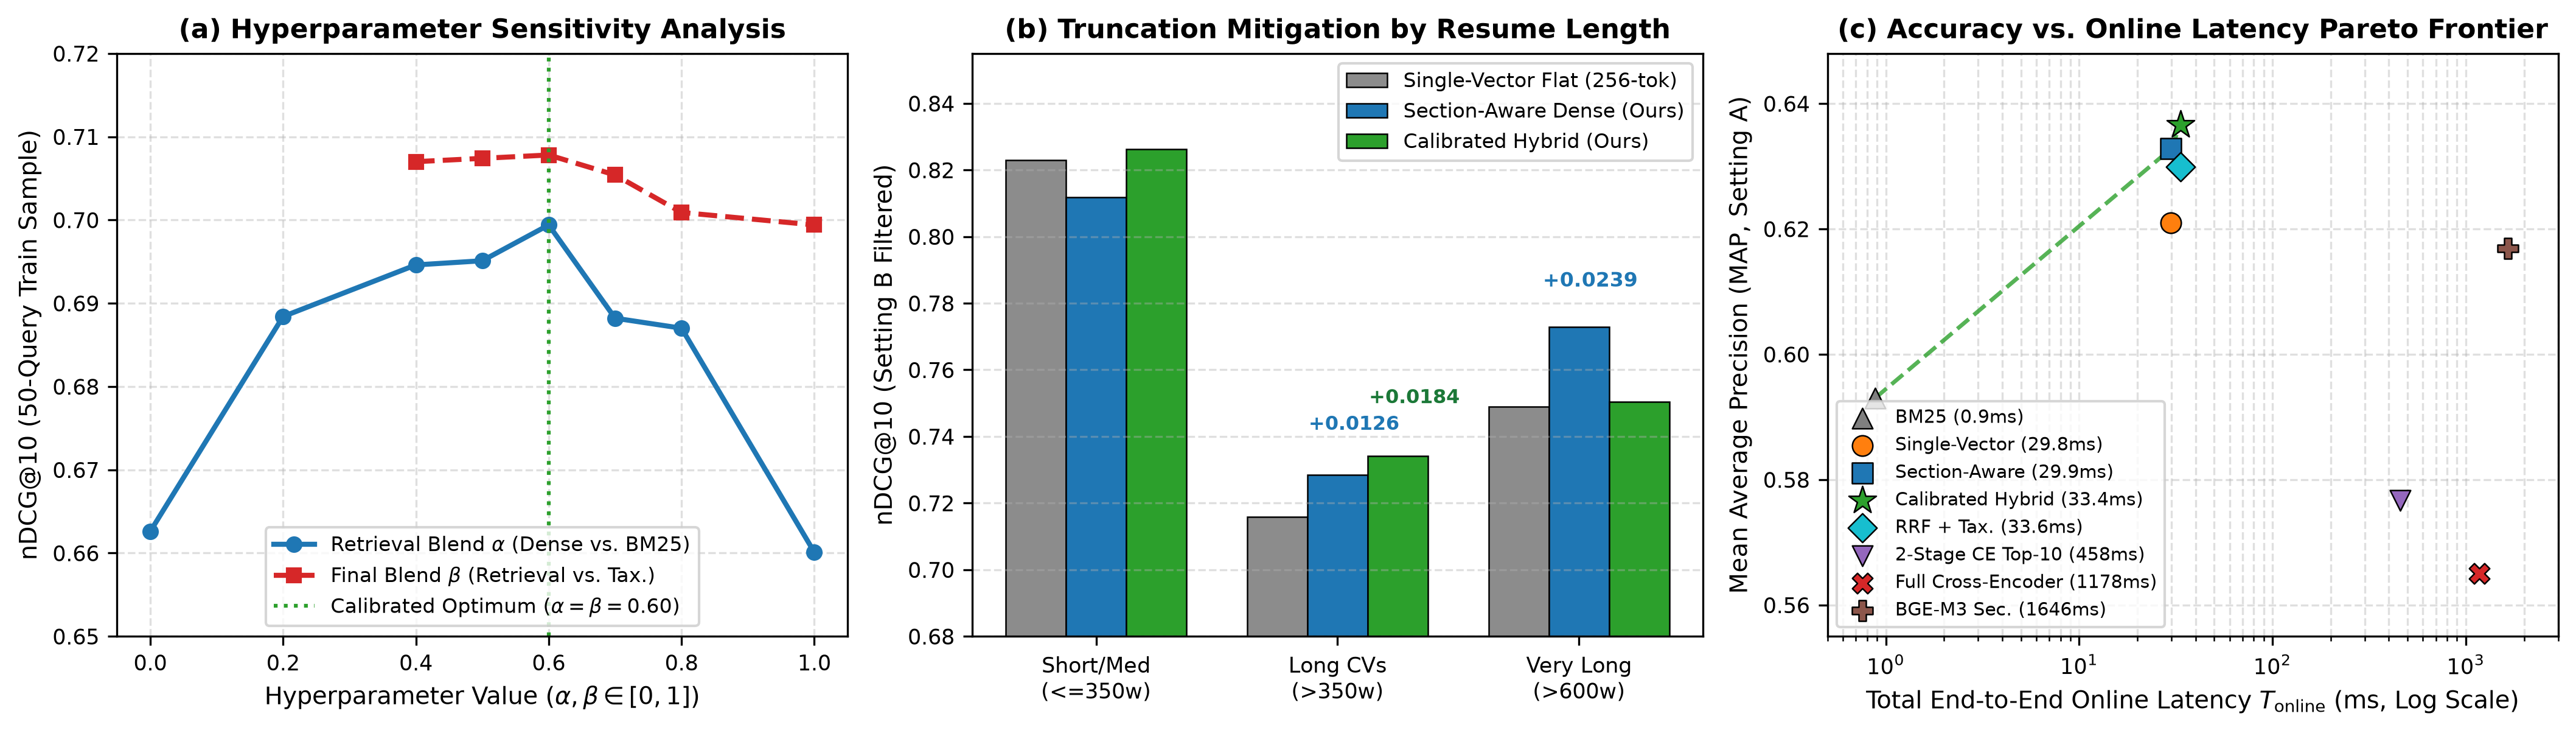 (a) Hyperparameter Sensitivity Analysis
0.72
0.71
0.70
0.69
0.68
0.67
0.66
0.65
nDCG@10 (50-Query Train Sample)
Retrieval Blend α (Dense vs. BM25)
Final Blend β (Retrieval vs. Tax.)
Calibrated Optimum (α = β = 0.60)
0.0 0.2 0.4 0.6 0.8 1.0
Hyperparameter Value (α, β ∈ [0, 1])
(b) Truncation Mitigation by Resume Length
0.84
0.82
0.80
0.78
0.76
0.74
0.72
0.70
0.68
nDCG@10 (Setting B Filtered)
Single-Vector Flat (256-tok)
Section-Aware Dense (Ours)
Calibrated Hybrid (Ours)
+0.0239
+0.0184
+0.0126
Short/Med Long CVs Very Long
(<=350w) (>350w) (>600w)
(c) Accuracy vs. Online Latency Pareto Frontier
0.64
0.62
0.60
0.58
0.56
Mean Average Precision (MAP, Setting A)
BM25 (0.9ms)
Single-Vector (29.8ms)
Section-Aware (29.9ms)
Calibrated Hybrid (33.4ms)
RRF + Tax. (33.6ms)
2-Stage CE Top-10 (458ms)
Full Cross-Encoder (1178ms)
BGE-M3 Sec. (1646ms)
10⁰ 10¹ 10² 10³
Total End-to-End Online Latency T_online (ms, Log Scale)